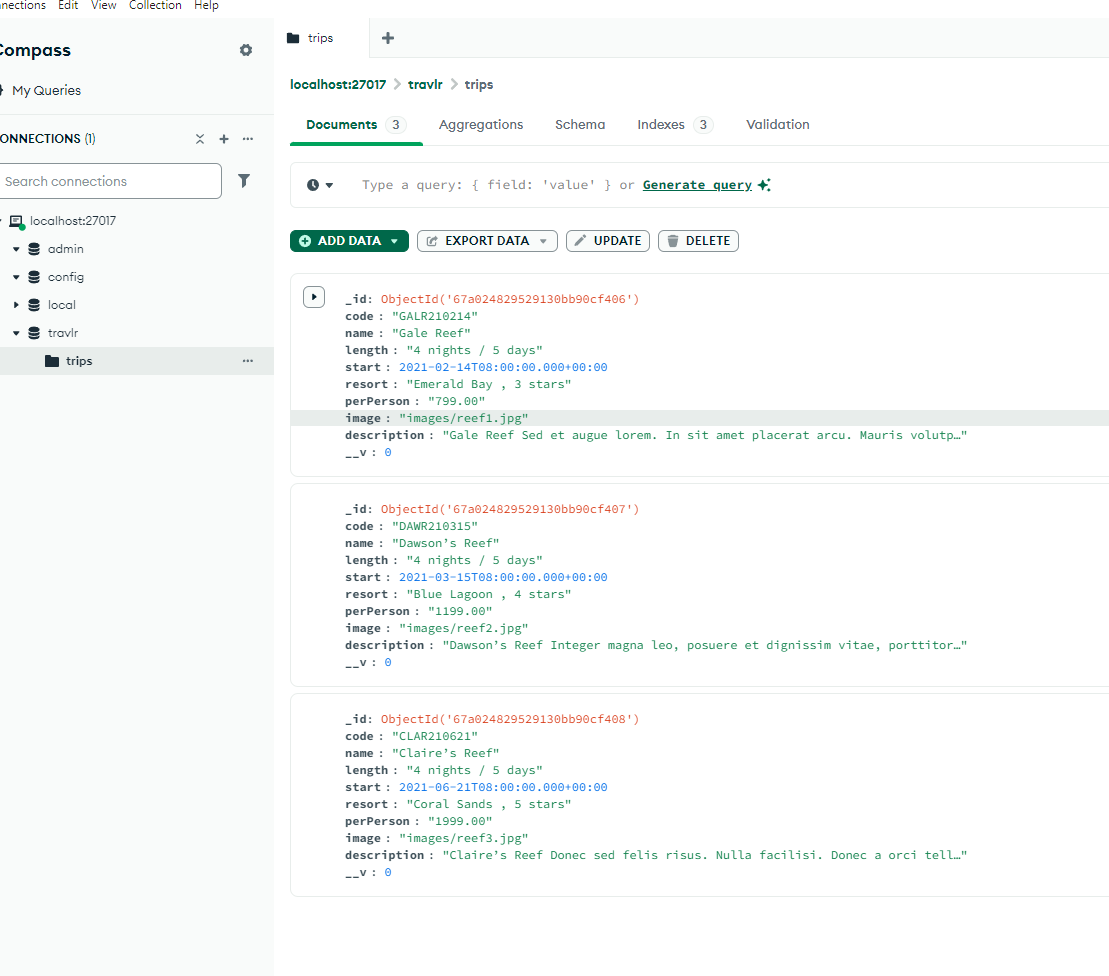 Edit View Collection Help
Compass
My Queries
CONNECTIONS (1)
Search connections
localhost:27017
admin
config
local
travlr
trips
trips
localhost:27017 > travlr > trips
Documents 3 Aggregations Schema Indexes 3 Validation
Type a query: { field: 'value' } or Generate query
ADD DATA EXPORT DATA UPDATE DELETE
_id: ObjectId('67a024829529130bb90cf406')
code : "GALR210214"
name : "Gale Reef"
length : "4 nights / 5 days"
start : 2021-02-14T08:00:00.000+00:00
resort : "Emerald Bay , 3 stars"
perPerson : "799.00"
image : "images/reef1.jpg"
description : "Gale Reef Sed et augue lorem. In sit amet placerat arcu. Mauris volutp…"
__v : 0
_id: ObjectId('67a024829529130bb90cf407')
code : "DAWR210315"
name : "Dawson’s Reef"
length : "4 nights / 5 days"
start : 2021-03-15T08:00:00.000+00:00
resort : "Blue Lagoon , 4 stars"
perPerson : "1199.00"
image : "images/reef2.jpg"
description : "Dawson’s Reef Integer magna leo, posuere et dignissim vitae, porttitor…"
__v : 0
_id: ObjectId('67a024829529130bb90cf408')
code : "CLAR210621"
name : "Claire’s Reef"
length : "4 nights / 5 days"
start : 2021-06-21T08:00:00.000+00:00
resort : "Coral Sands , 5 stars"
perPerson : "1999.00"
image : "images/reef3.jpg"
description : "Claire’s Reef Donec sed felis risus. Nulla facilisi. Donec a orci tell…"
__v : 0